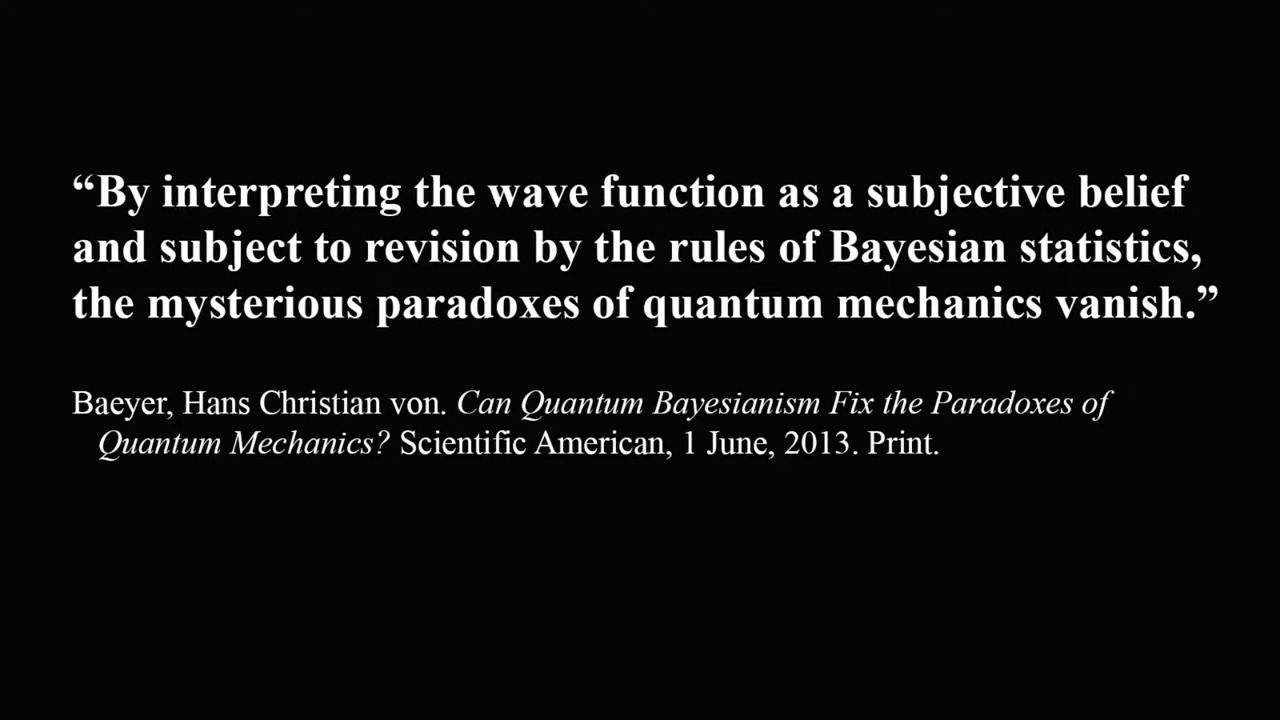 “By interpreting the wave function as a subjective belief
and subject to revision by the rules of Bayesian statistics,
the mysterious paradoxes of quantum mechanics vanish.”
Baeyer, Hans Christian von. Can Quantum Bayesianism Fix the Paradoxes of
Quantum Mechanics? Scientific American, 1 June, 2013. Print.